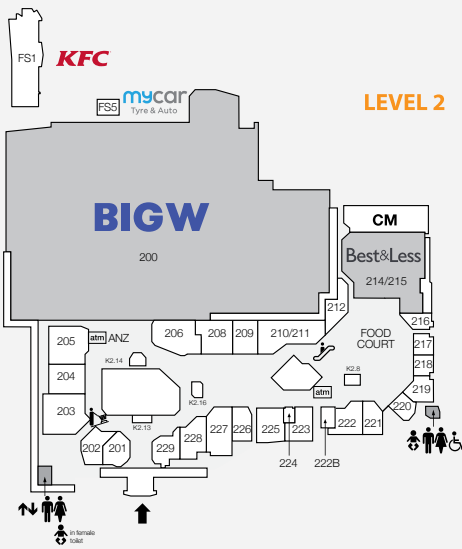 FS1
KFC
FS5
mycar
Tyre & Auto
LEVEL 2
BIGW
200
CM
Best&Less
214/215
212
216
FOOD
COURT
217
218
219
220
205
atm ANZ
206
208
209
210/211
204
K2.14
K2.8
atm
203
K2.16
K2.13
202
201
229
228
227
226
225
223
222
221
224
222B
in female
toilet